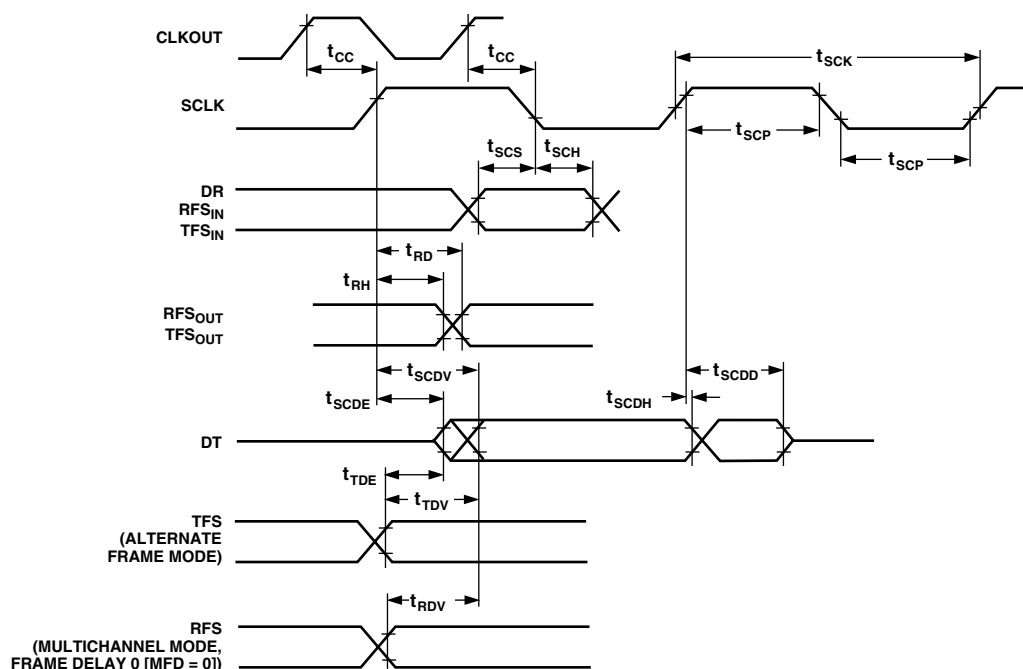 CLKOUT
tCC
tCC
tSCK
SCLK
tSCP
tSCP
tSCS
tSCH
DR
RFSIN
TFSIN
tRD
tRH
RFSOUT
TFSOUT
tSCDV
tSCDD
tSCDE
tSCDH
DT
tTDE
tTDV
TFS
(ALTERNATE
FRAME MODE)
tRDV
RFS
(MULTICHANNEL MODE,
FRAME DELAY 0 [MFD = 0])